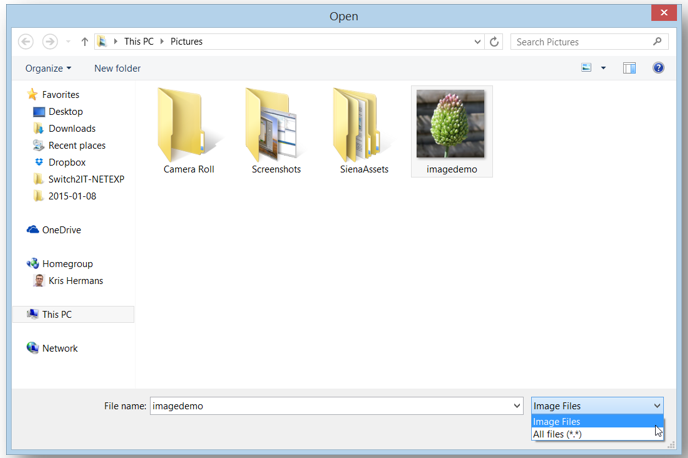 Open
This PC
Pictures
Search Pictures
Organize
New folder
Favorites
Desktop
Downloads
Recent places
Dropbox
Switch2IT-NETEXP
2015-01-08
OneDrive
Homegroup
Kris Hermans
This PC
Network
Camera Roll
Screenshots
SienaAssets
imagedemo
File name:
imagedemo
Image Files
Image Files
All files (*.*)